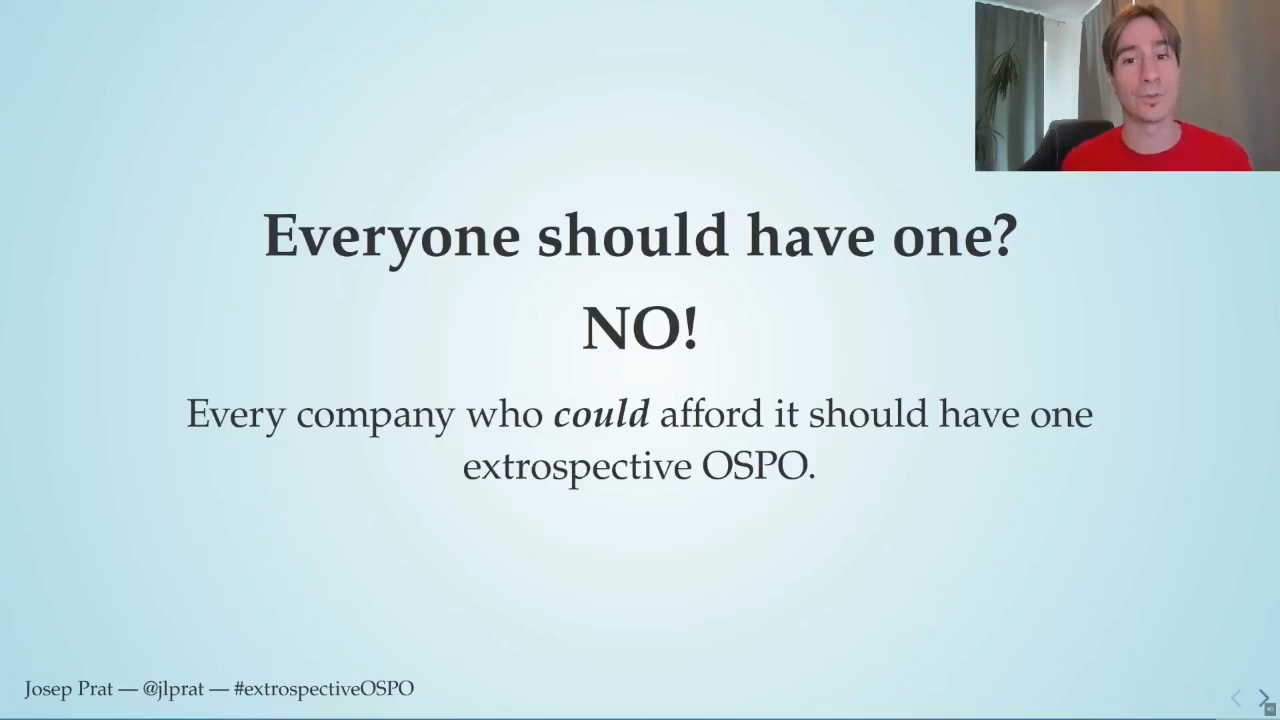 Everyone should have one?
NO!
Every company who could afford it should have one
extrospective OSPO.
Josep Prat — @jlprat — #extrospectiveOSPO